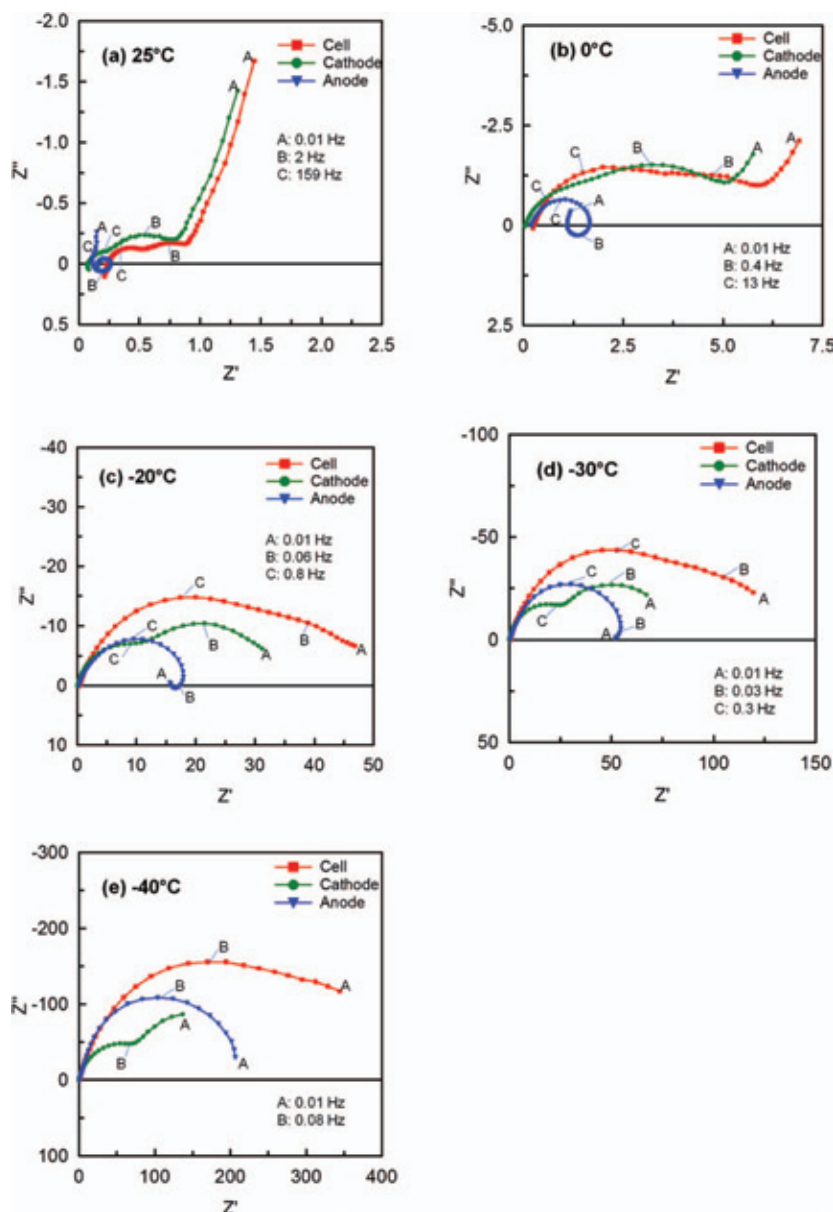 (a) 25°C
Cell
Cathode
Anode
A: 0.01 Hz
B: 2 Hz
C: 159 Hz
-2.0
-1.5
-1.0
-0.5
0
0.5
Z"
0 0.5 1.0 1.5 2.0 2.5
Z'
A
A
B
A
C
C
B
C
B
(b) 0°C
Cell
Cathode
Anode
A: 0.01 Hz
B: 0.4 Hz
C: 13 Hz
-5.0
-2.5
0
2.5
Z"
0 2.5 5.0 7.5
Z'
C
B
B
A
A
C
C
A
B
(c) -20°C
Cell
Cathode
Anode
A: 0.01 Hz
B: 0.06 Hz
C: 0.8 Hz
-40
-30
-20
-10
0
10
Z"
0 10 20 30 40 50
Z'
C
C
C
B
B
A
A
A
B
(d) -30°C
Cell
Cathode
Anode
A: 0.01 Hz
B: 0.03 Hz
C: 0.3 Hz
-100
-50
0
50
Z"
0 50 100 150
Z'
C
C
B
B
C
A
A
A
B
(e) -40°C
Cell
Cathode
Anode
A: 0.01 Hz
B: 0.08 Hz
-300
-200
-100
0
100
Z"
0 100 200 300 400
Z'
B
B
A
A
B
A